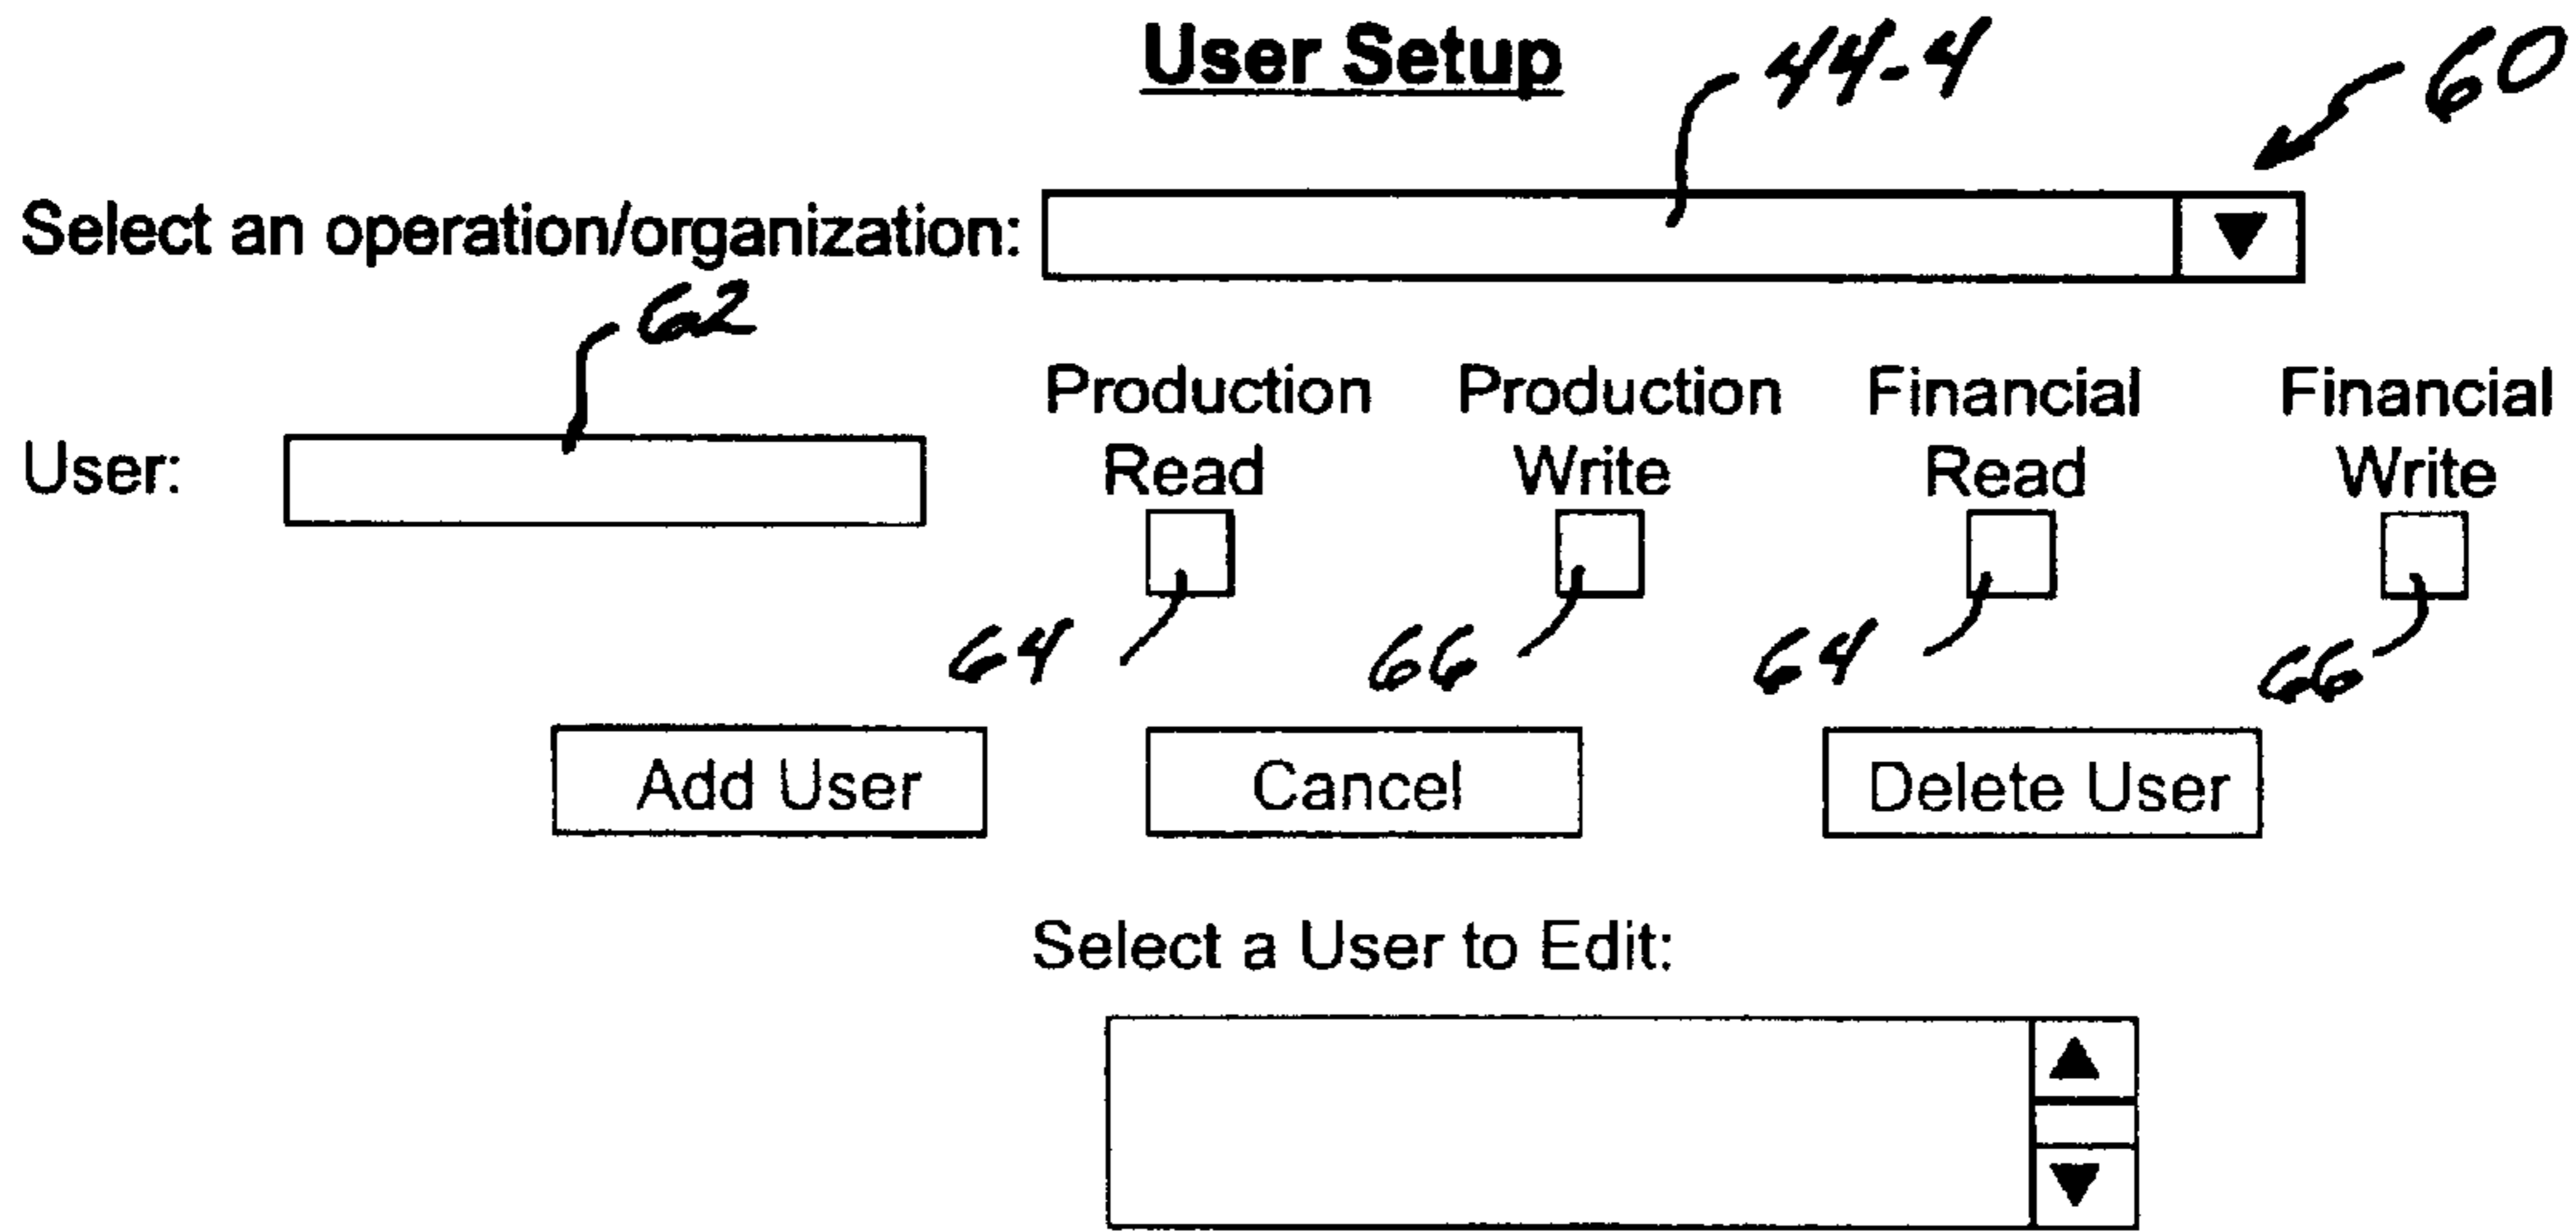 User Setup
44-4
60
Select an operation/organization:
62
User:
Production Read
Production Write
Financial Read
Financial Write
64
66
64
66
Add User
Cancel
Delete User
Select a User to Edit: